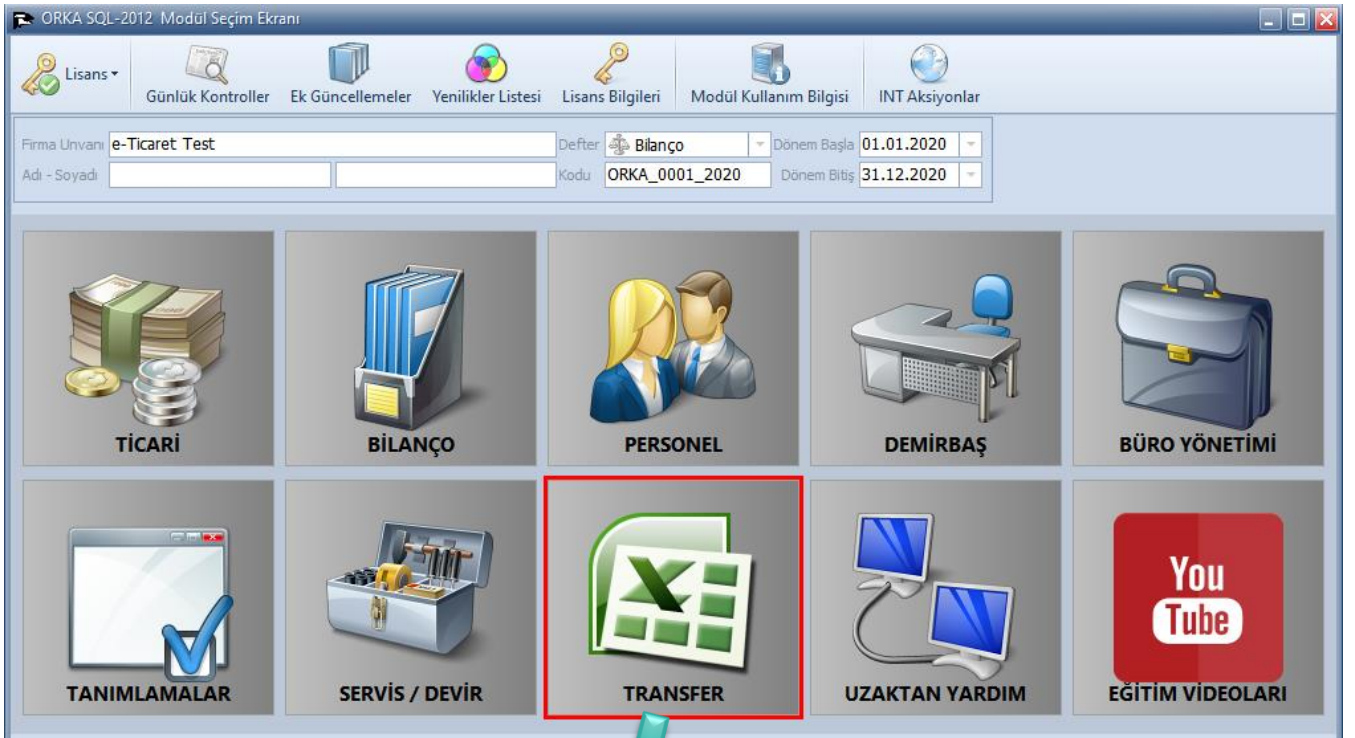 ORKA SQL-2012 Modül Seçim Ekranı
Lisans
Günlük Kontroller Ek Güncellemeler Yenilikler Listesi Lisans Bilgileri Modül Kullanım Bilgisi INT Aksiyonlar
Firma Unvanı e-Ticaret Test Defter Bilanço Dönem Başla 01.01.2020
Adı - Soyadı Kodu ORKA_0001_2020 Dönem Bitiş 31.12.2020
TİCARİ BİLANÇO PERSONEL DEMİRBAŞ BÜRO YÖNETİMİ
You
Tube
TANIMLAMALAR SERVİS / DEVİR TRANSFER UZAKTAN YARDIM EĞİTİM VİDEOLARI